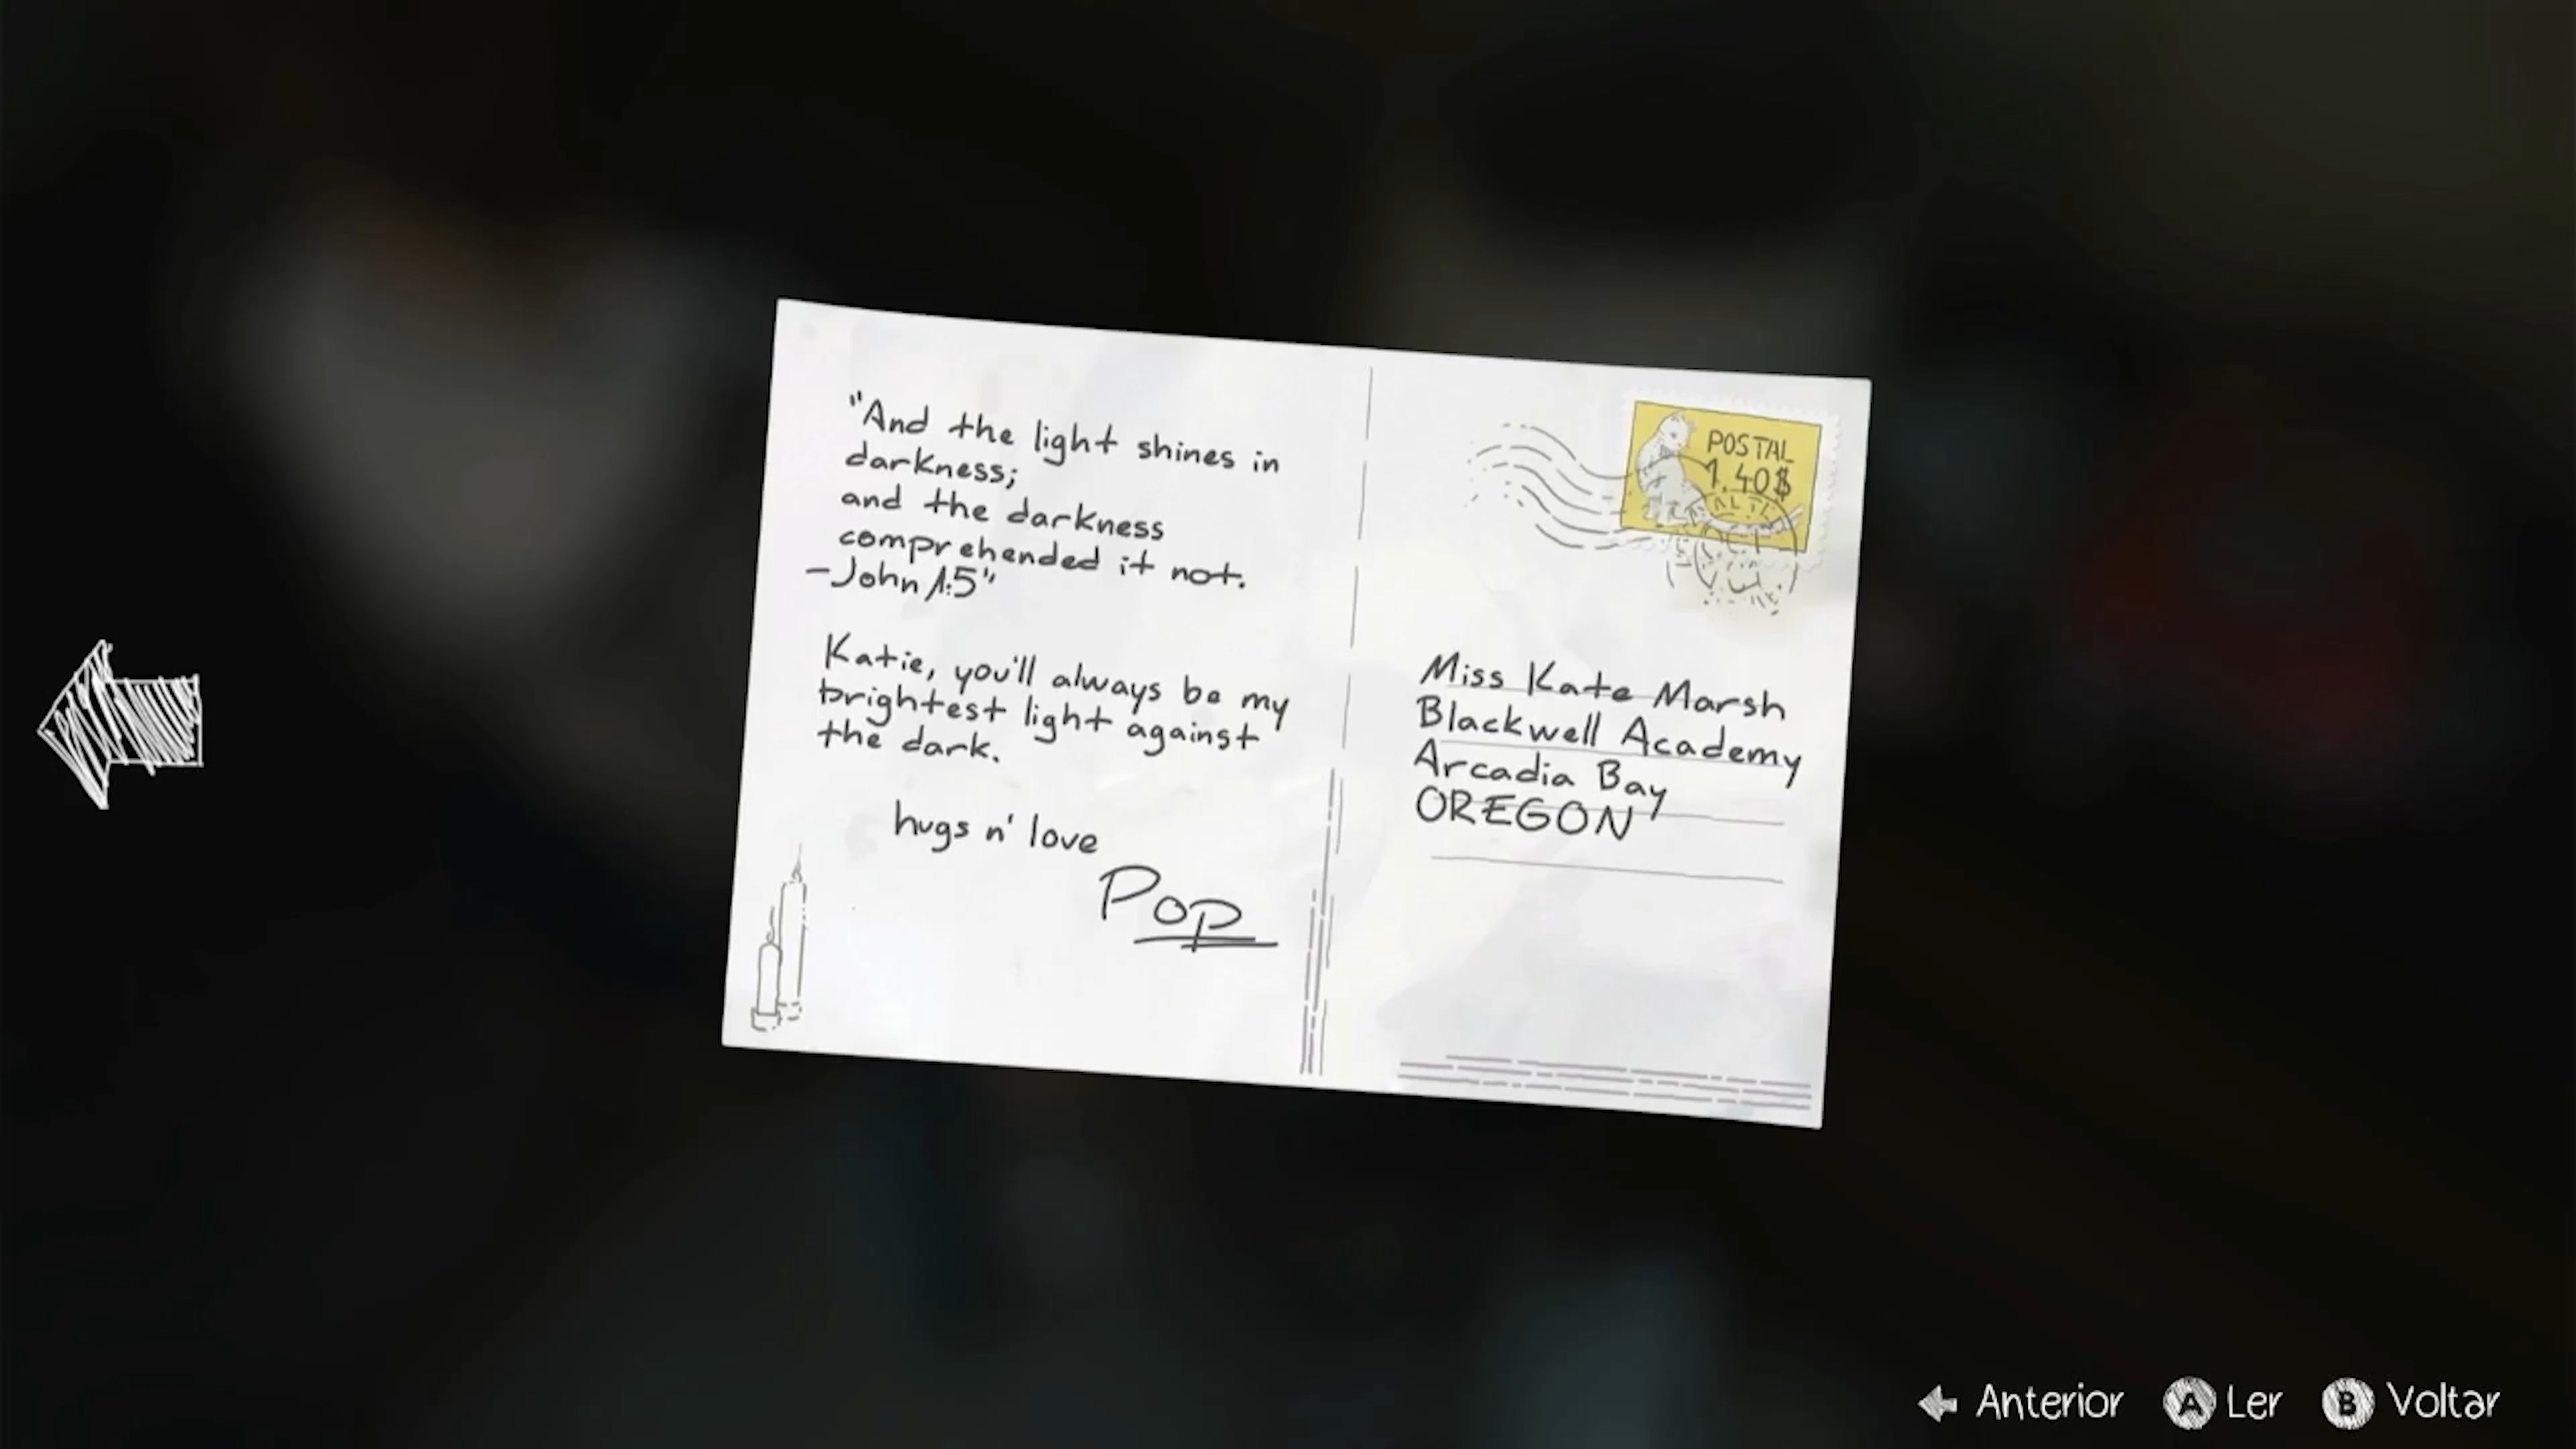 "And the light shines in
darkness;
and the darkness
comprehended it not.
-John 1:5"
Katie, you'll always be my
brightest light against
the dark.
hugs n' love
Pop
POSTAL
1.40$
Miss Kate Marsh
Blackwell Academy
Arcadia Bay
OREGON
Anterior
A Ler
B Voltar